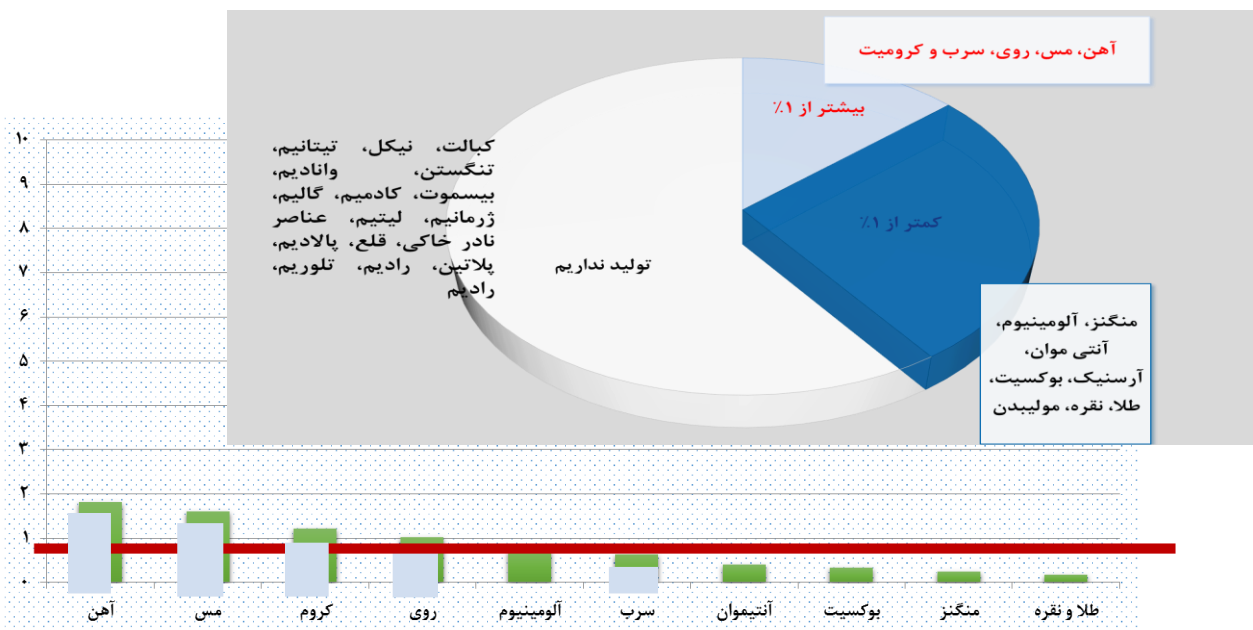 آهن، مس، روی، سرب و کرومیت
بیشتر از ۱٪
کمتر از ۱٪
تولید نداریم
کبالت، نیکل، تیتانیم،
تنگستن، وانادیم،
بیسموت، کادمیم، گالیم،
ژرمانیم، لیتیم، عناصر
نادر خاکی، قلع، پالادیم،
پلاتین، رادیم، تلوریم،
رادیم
منگنز، آلومینیوم،
آنتی موان،
آرسنیک، بوکسیت،
طلا، نقره، مولیبدن
۱۰
۹
۸
۷
۶
۵
۴
۳
۲
۱
۰
آهن
مس
کروم
روی
آلومینیوم
سرب
آنتیموان
بوکسیت
منگنز
طلا و نقره